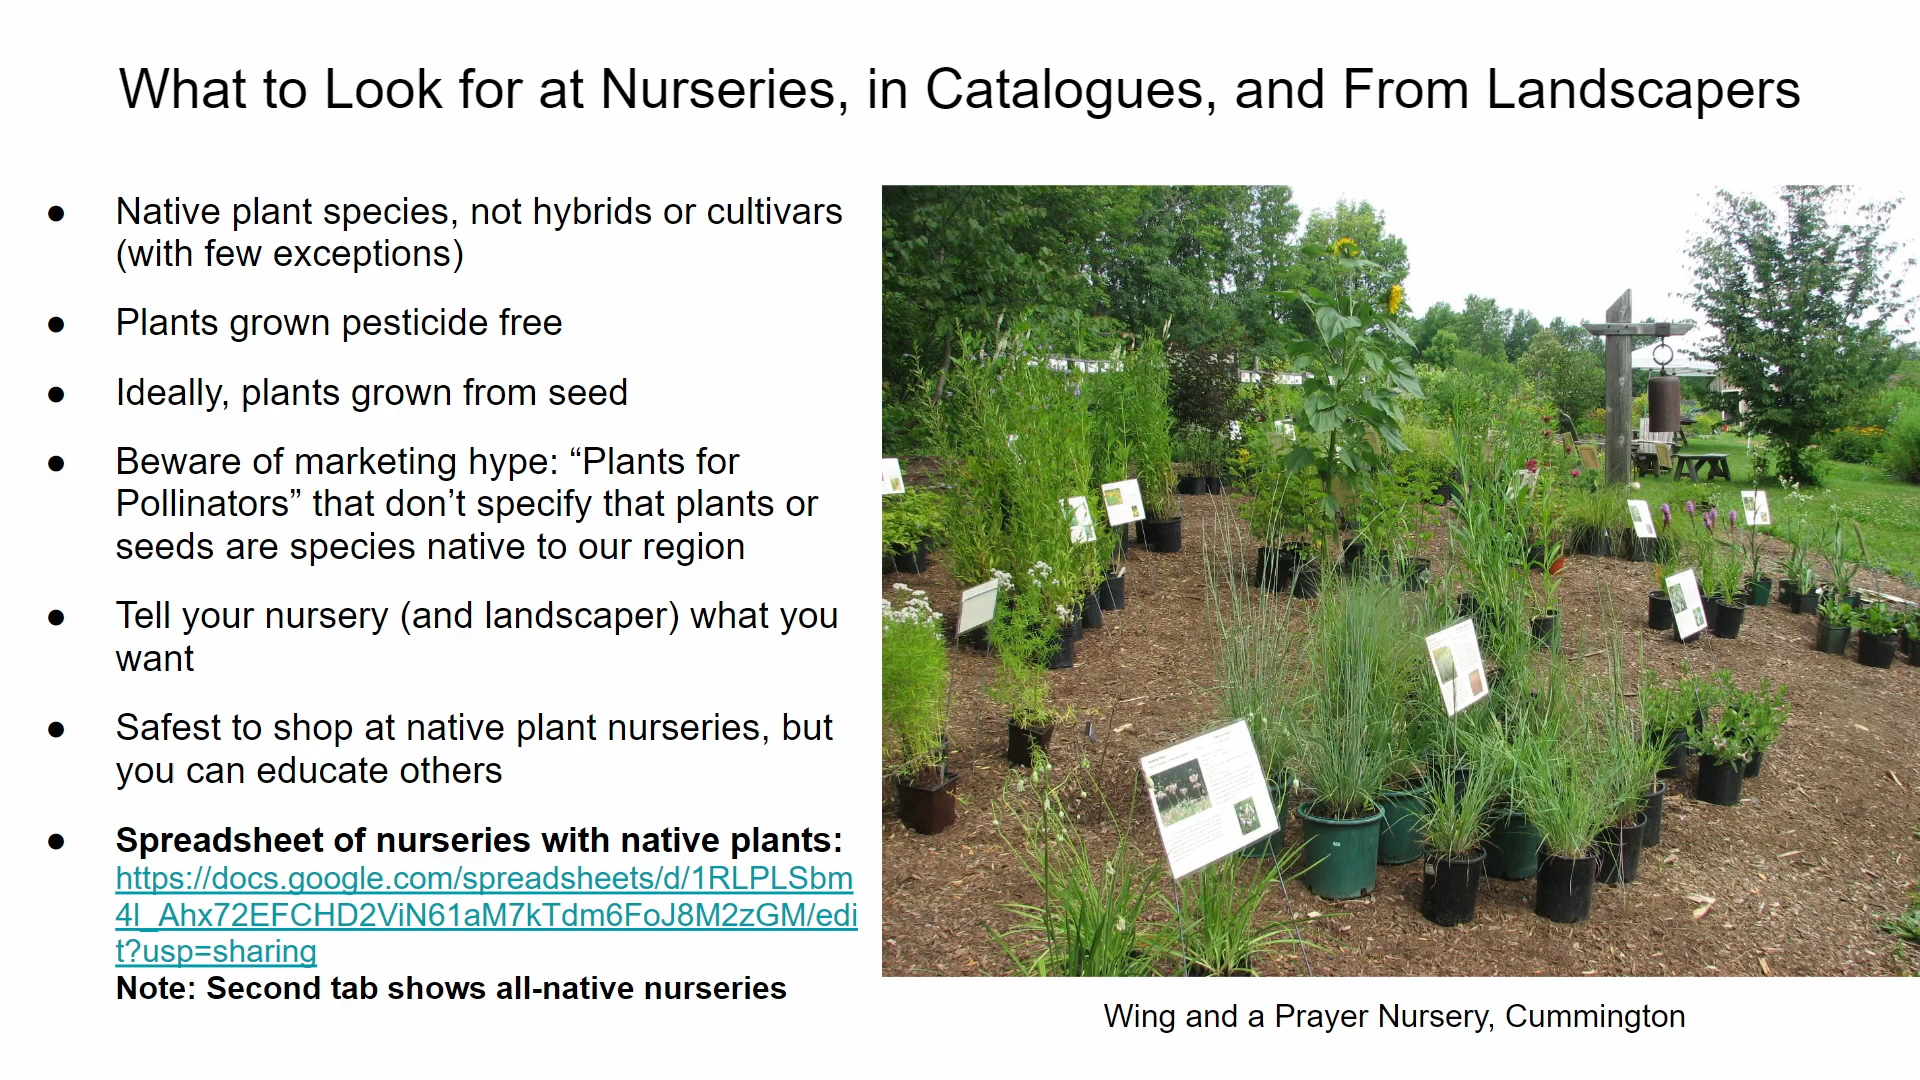 What to Look for at Nurseries, in Catalogues, and From Landscapers
● Native plant species, not hybrids or cultivars
(with few exceptions)
● Plants grown pesticide free
● Ideally, plants grown from seed
● Beware of marketing hype: “Plants for
Pollinators” that don’t specify that plants or
seeds are species native to our region
● Tell your nursery (and landscaper) what you
want
● Safest to shop at native plant nurseries, but
you can educate others
● Spreadsheet of nurseries with native plants:
https://docs.google.com/spreadsheets/d/1RLPLSbm
4l_Ahx72EFCHD2ViN61aM7kTdm6FoJ8M2zGM/edi
t?usp=sharing
Note: Second tab shows all-native nurseries
Wing and a Prayer Nursery, Cummington